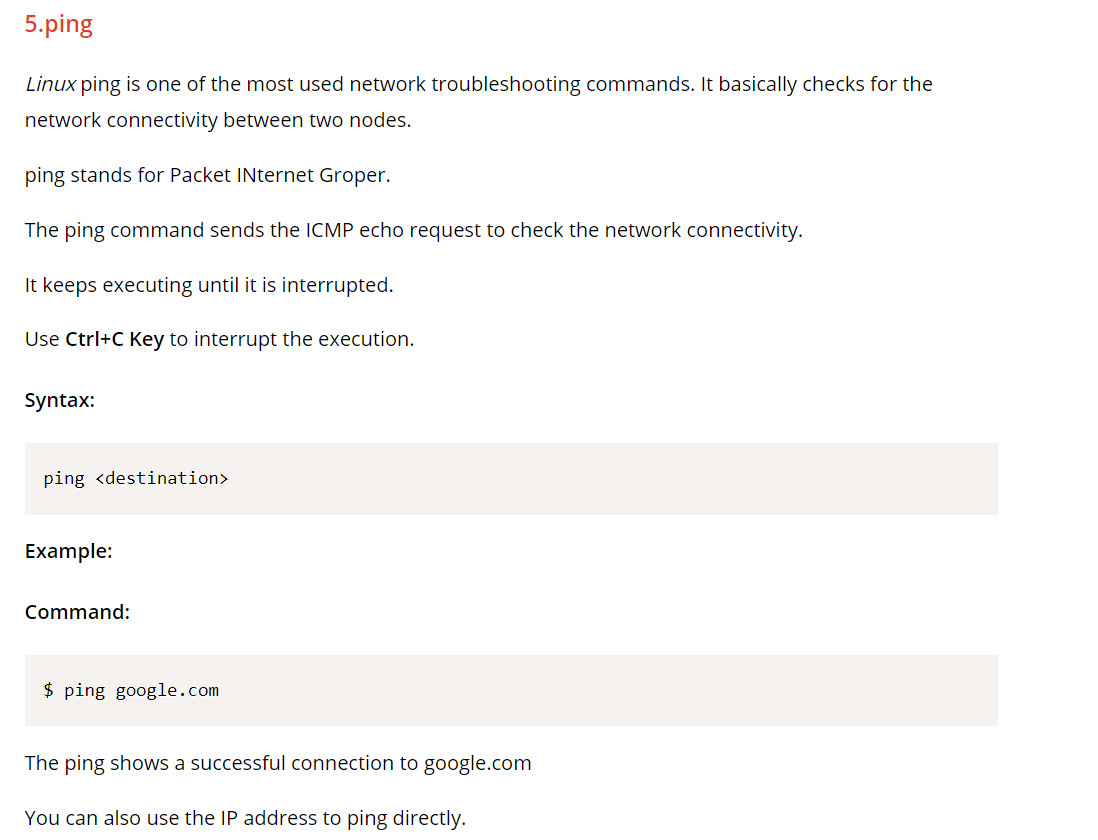 5.ping
Linux ping is one of the most used network troubleshooting commands. It basically checks for the
network connectivity between two nodes.
ping stands for Packet INternet Groper.
The ping command sends the ICMP echo request to check the network connectivity.
It keeps executing until it is interrupted.
Use Ctrl+C Key to interrupt the execution.
Syntax:
ping <destination>
Example:
Command:
$ ping google.com
The ping shows a successful connection to google.com
You can also use the IP address to ping directly.